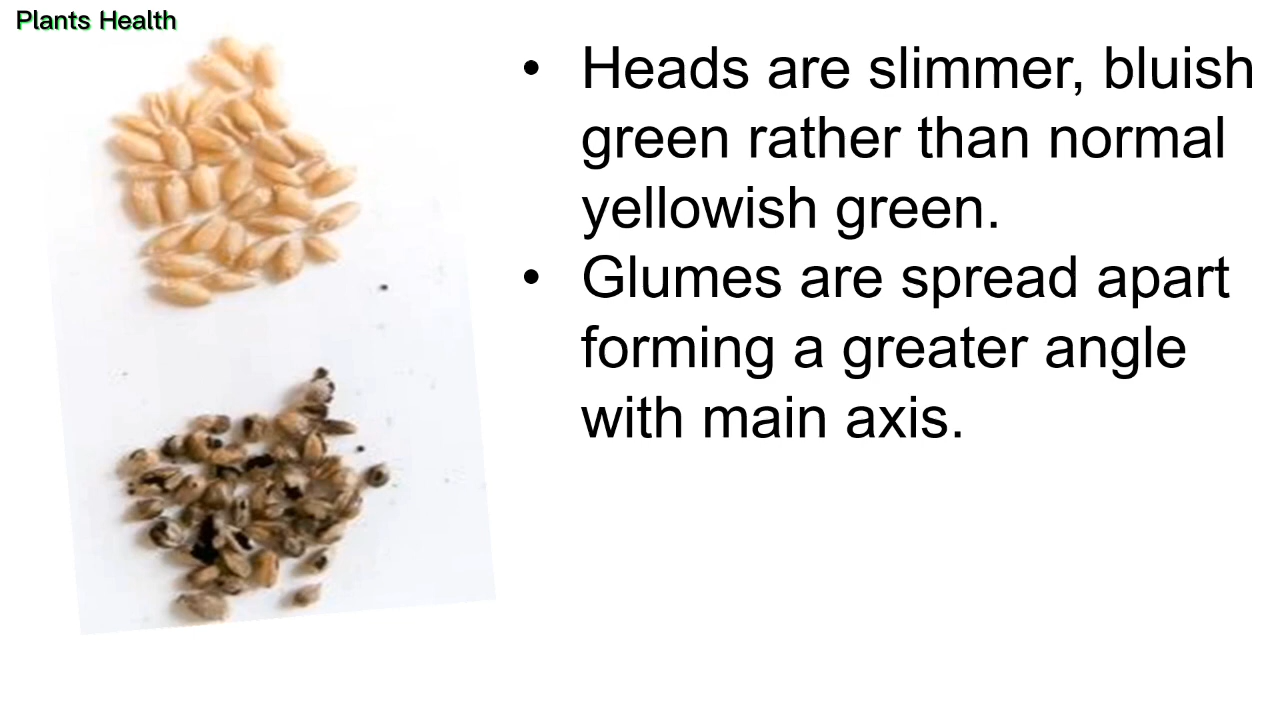 Plants Health
• Heads are slimmer, bluish
green rather than normal
yellowish green.
• Glumes are spread apart
forming a greater angle
with main axis.